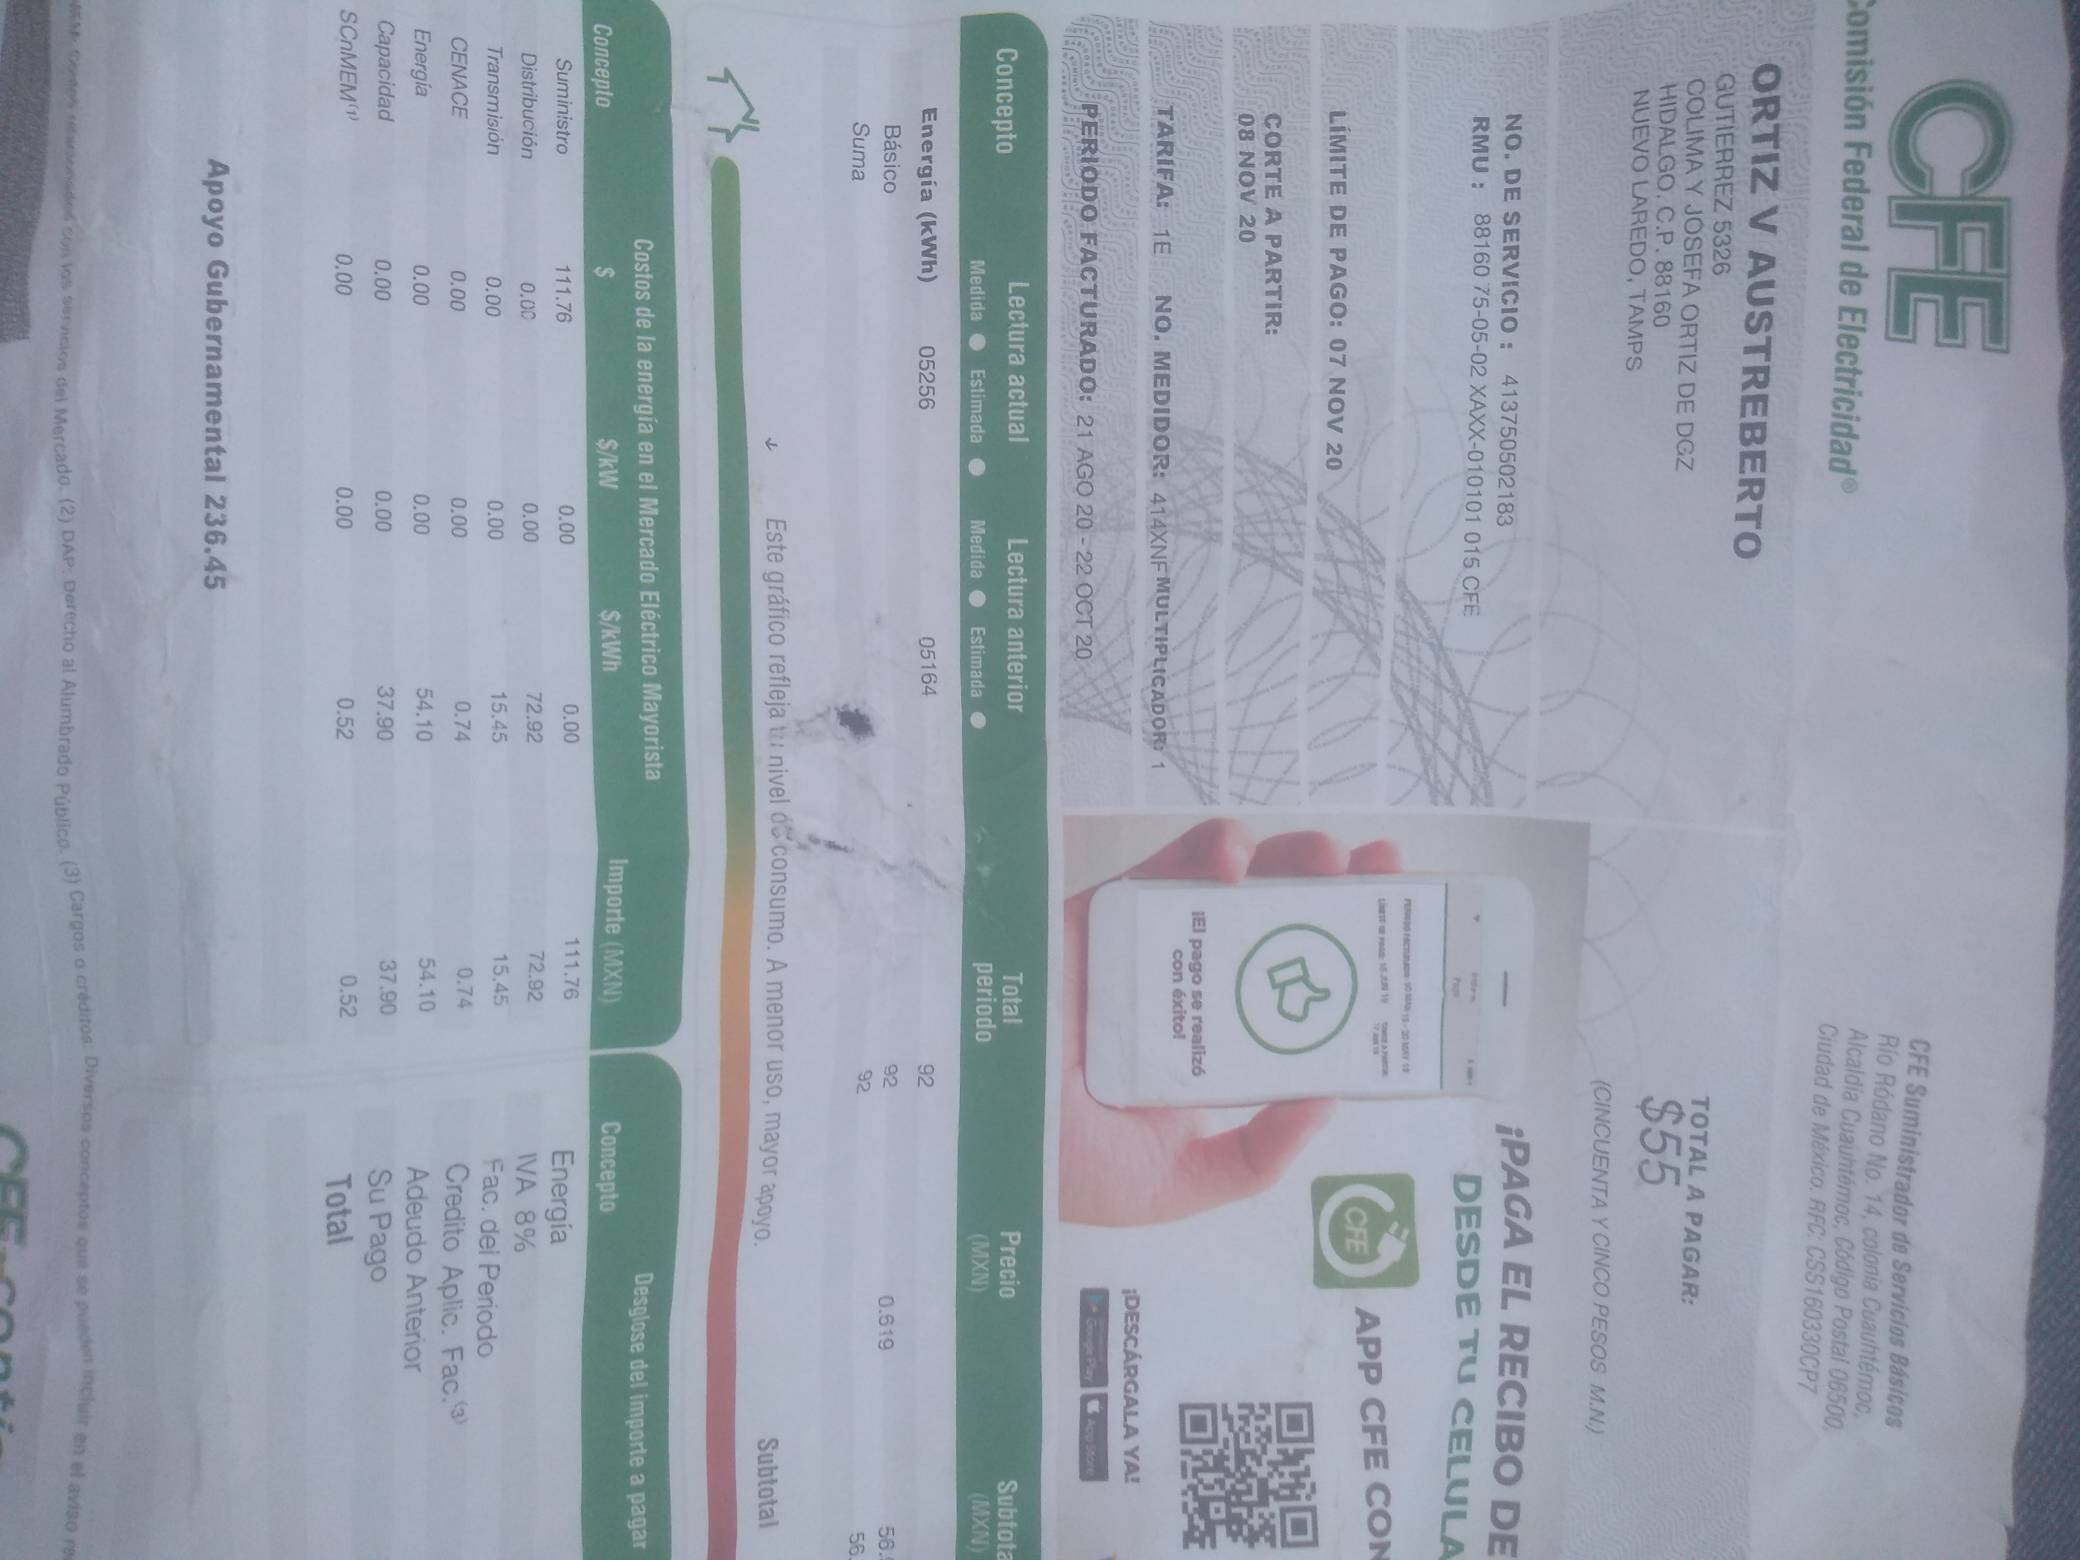 CFE
Comisión Federal de Electricidad®
CFE Suministrador de Servicios Básicos
Río Ródano No. 14, colonia Cuauhtémoc,
Alcaldía Cuauhtémoc, Código Postal 06500,
Ciudad de México. RFC: CSS160330CP7
ORTIZ V AUSTREBERTO
GUTIERREZ 5326
COLIMA Y JOSEFA ORTIZ DE DGZ
HIDALGO, C.P. 88160
NUEVO LAREDO, TAMPS
TOTAL A PAGAR:
$55
(CINCUENTA Y CINCO PESOS M.N.)
NO. DE SERVICIO : 413750502183
RMU : 88160 75-05-02 XAXX-010101 015 CFE
LÍMITE DE PAGO: 07 NOV 20
CORTE A PARTIR:
08 NOV 20
TARIFA: 1E NO. MEDIDOR: 414XNF MULTIPLICADOR: 1
PERIODO FACTURADO: 21 AGO 20 - 22 OCT 20
¡PAGA EL RECIBO DE
DESDE TU CELULA
APP CFE CON
CFE
¡DESCÁRGALA YA!
Google Play
App Store
¡El pago se realizó
con éxito!
Concepto Lectura actual Lectura anterior Total Precio Subtota
Medida Estimada Medida Estimada periodo (MXN) (MXN)
Energía (kWh) 05256 05164 92
Básico 92 0.619 56.
Suma 92 56.
Este gráfico refleja tu nivel de consumo. A menor uso, mayor apoyo.
Subtotal
Costos de la energía en el Mercado Eléctrico Mayorista
Concepto $ $/kW $/kWh Importe (MXN)
Suministro 111.76 0.00 0.00 111.76
Distribución 0.00 0.00 72.92 72.92
Transmisión 0.00 0.00 15.45 15.45
CENACE 0.00 0.00 0.74 0.74
Energía 0.00 0.00 54.10 54.10
Capacidad 0.00 0.00 37.90 37.90
SCnMEM(1) 0.00 0.00 0.52 0.52
Desglose del importe a pagar
Concepto
Energía
IVA 8%
Fac. del Periodo
Credito Aplic. Fac.(3)
Adeudo Anterior
Su Pago
Total
Apoyo Gubernamental 236.45
con los servicios del Mercado. (2) DAP: Derecho al Alumbrado Público. (3) Cargos o créditos: Diversos conceptos que se pueden incluir en el aviso